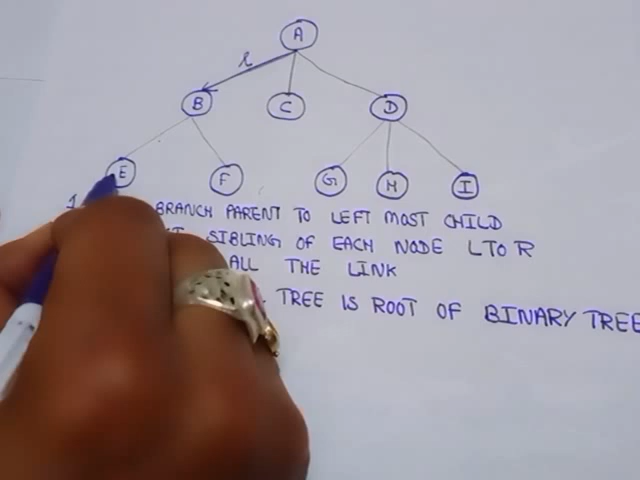 A
l
B C D
E F G H I
1 BRANCH PARENT TO LEFT MOST CHILD
SIBLING OF EACH NODE L TO R
ALL THE LINK
TREE IS ROOT OF BINARY TREE